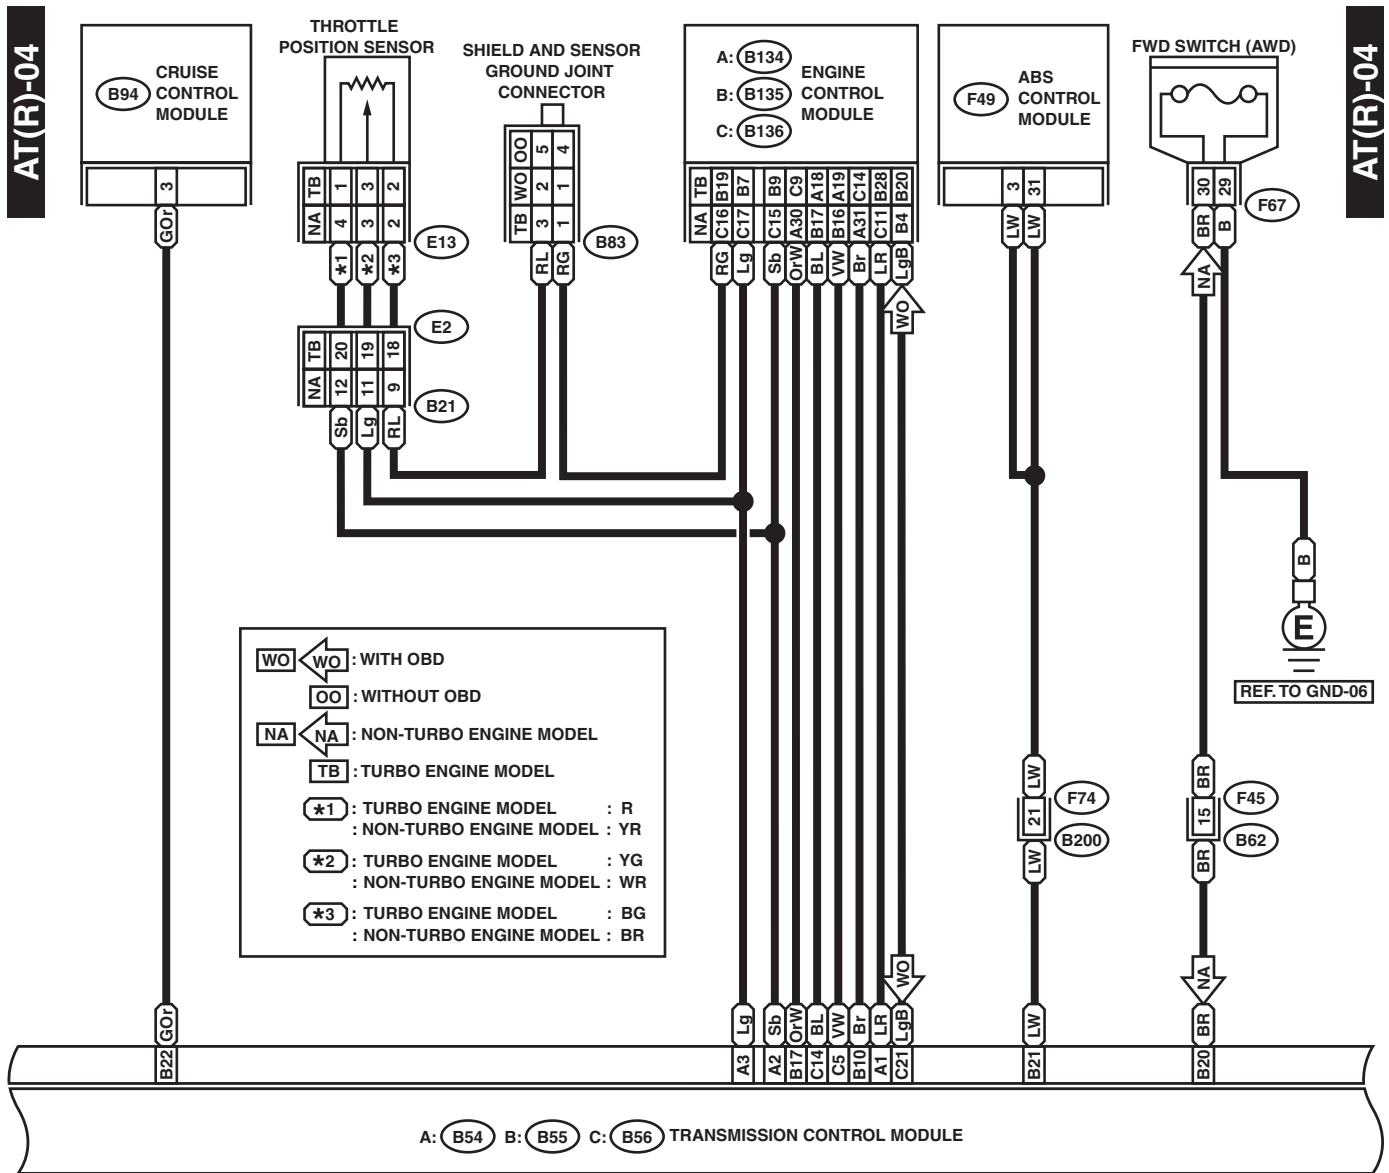 AT(R)-04
AT(R)-04
B94
CRUISE
CONTROL
MODULE
THROTTLE
POSITION SENSOR
SHIELD AND SENSOR
GROUND JOINT
CONNECTOR
A: B134
B: B135
C: B136
ENGINE
CONTROL
MODULE
F49
ABS
CONTROL
MODULE
FWD SWITCH (AWD)
3
GOr
TB 1 3 2
NA 4 3 2
E13
*1 *2 *3
E2
TB 20 19 18
NA 12 11 9
B21
Sb Lg RL
OO 5 4
WO 2 1
TB 3 1
B83
RL RG
TB B19 B7 B9 C9 A18 A19 C14 B28 B20
NA C16 C17 C15 A30 B17 B16 A31 C11 B4
RG Lg Sb OrW BL VW Br LR LgB
WO
3 31
LW LW
30 29
F67
BR B
NA
B
E
REF. TO GND-06
WO WO : WITH OBD
OO : WITHOUT OBD
NA NA : NON-TURBO ENGINE MODEL
TB : TURBO ENGINE MODEL
*1 : TURBO ENGINE MODEL : R
: NON-TURBO ENGINE MODEL : YR
*2 : TURBO ENGINE MODEL : YG
: NON-TURBO ENGINE MODEL : WR
*3 : TURBO ENGINE MODEL : BG
: NON-TURBO ENGINE MODEL : BR
LW
21
F74
B200
LW
BR
15
F45
B62
BR
WO
NA
GOr Lg Sb OrW BL VW Br LR LgB LW BR
B22 A3 A2 B17 C14 C5 B10 A1 C21 B21 B20
A: B54 B: B55 C: B56 TRANSMISSION CONTROL MODULE